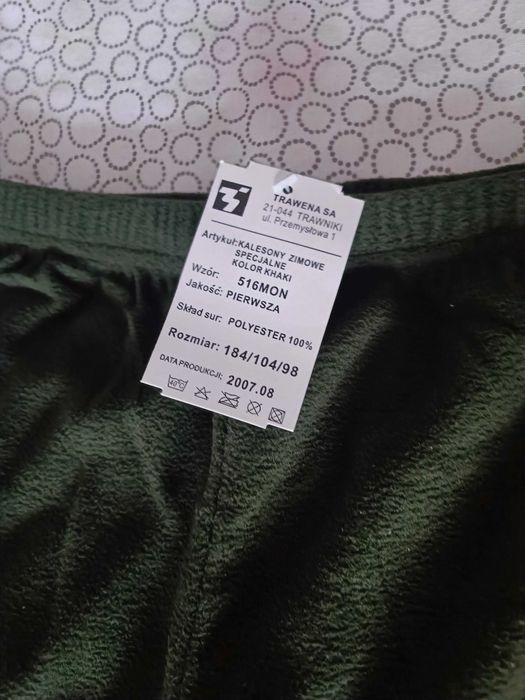 TRAWENA SA
21-044 TRAWNIKI
ul. Przemysłowa 1
Artykuł: KALESONY ZIMOWE
SPECJALNE
KOLOR KHAKI
Wzór: 516MON
Jakość: PIERWSZA
Skład sur: POLYESTER 100%
Rozmiar: 184/104/98
DATA PRODUKCJI: 2007.08
40°C